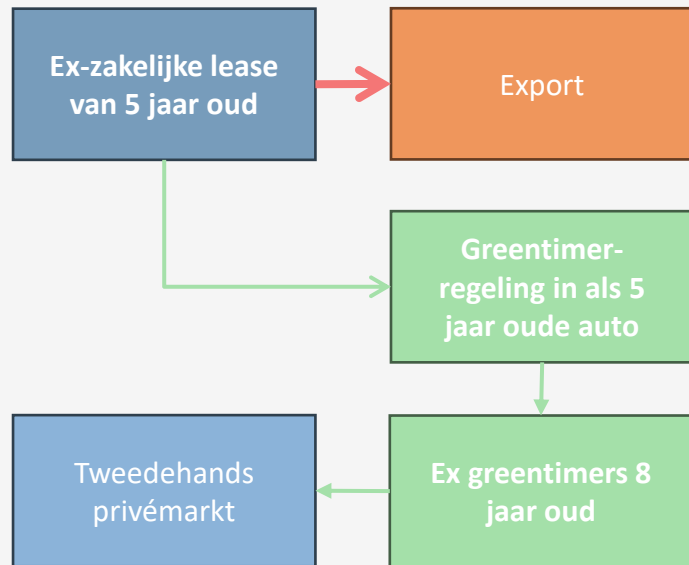 Ex-zakelijke lease
van 5 jaar oud
Export
Greentimer-
regeling in als 5
jaar oude auto
Tweedehands
privémarkt
Ex greentimers 8
jaar oud